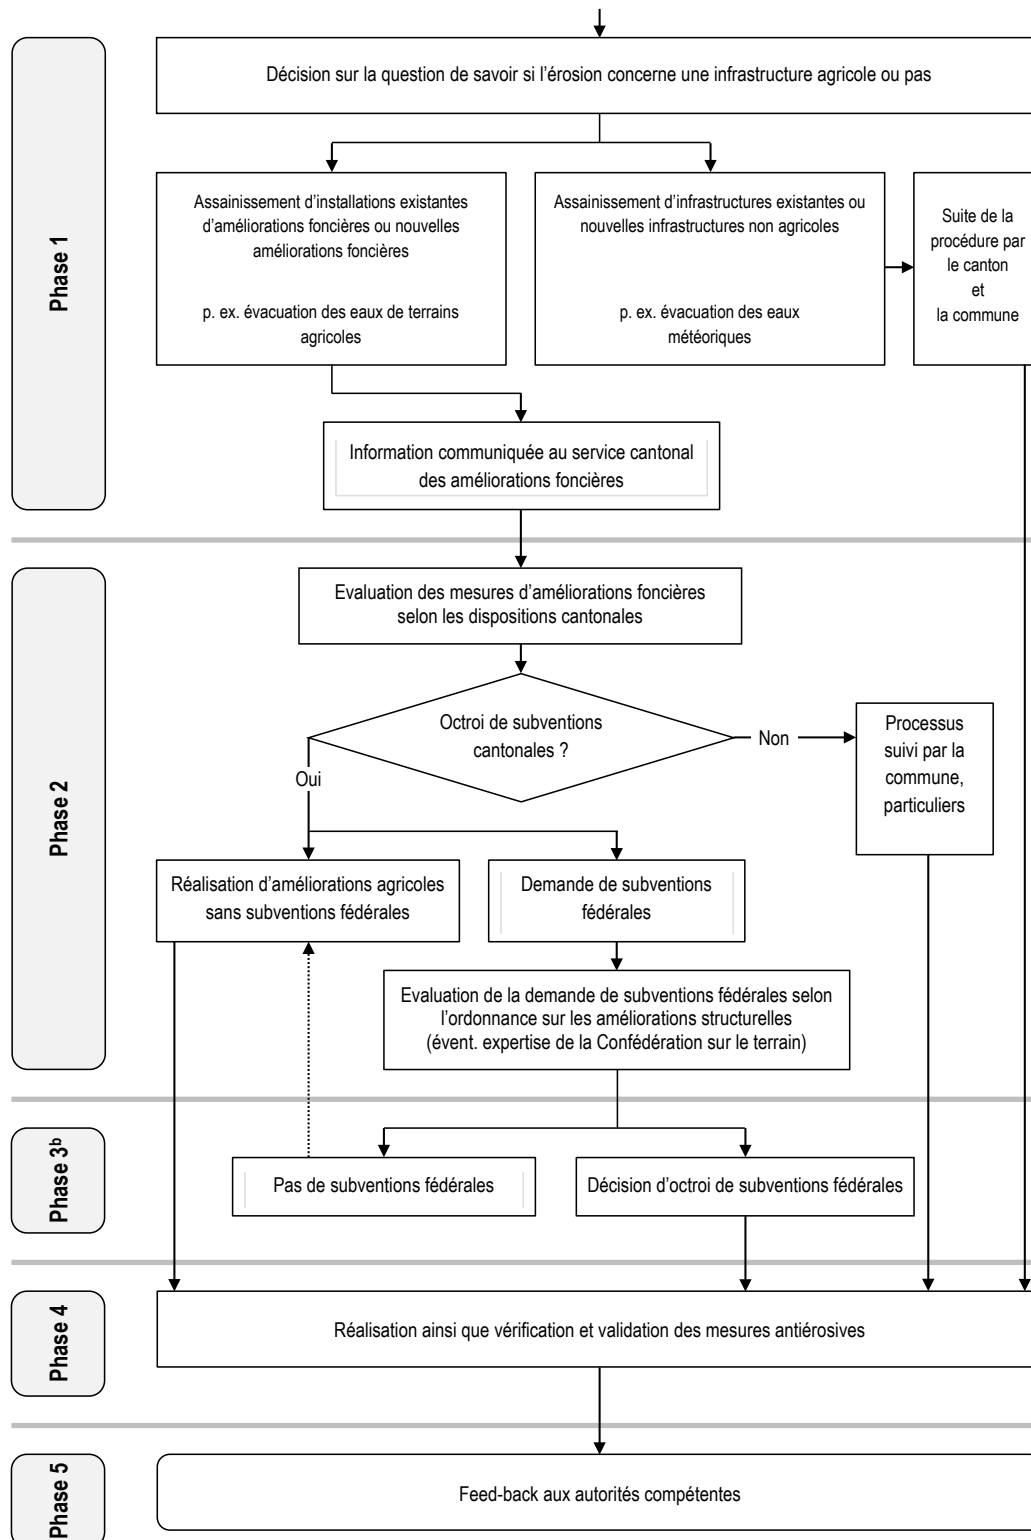 Phase 1
Décision sur la question de savoir si l’érosion concerne une infrastructure agricole ou pas
Assainissement d’installations existantes
d’améliorations foncières ou nouvelles
améliorations foncières
p. ex. évacuation des eaux de terrains
agricoles
Assainissement d’infrastructures existantes ou
nouvelles infrastructures non agricoles
p. ex. évacuation des eaux
météoriques
Suite de la
procédure par
le canton
et
la commune
Information communiquée au service cantonal
des améliorations foncières
Phase 2
Evaluation des mesures d’améliorations foncières
selon les dispositions cantonales
Octroi de subventions
cantonales ?
Non
Oui
Processus
suivi par la
commune,
particuliers
Réalisation d’améliorations agricoles
sans subventions fédérales
Demande de subventions
fédérales
Evaluation de la demande de subventions fédérales selon
l’ordonnance sur les améliorations structurelles
(évent. expertise de la Confédération sur le terrain)
Phase 3ᵇ
Pas de subventions fédérales
Décision d’octroi de subventions fédérales
Phase 4
Réalisation ainsi que vérification et validation des mesures antiérosives
Phase 5
Feed-back aux autorités compétentes